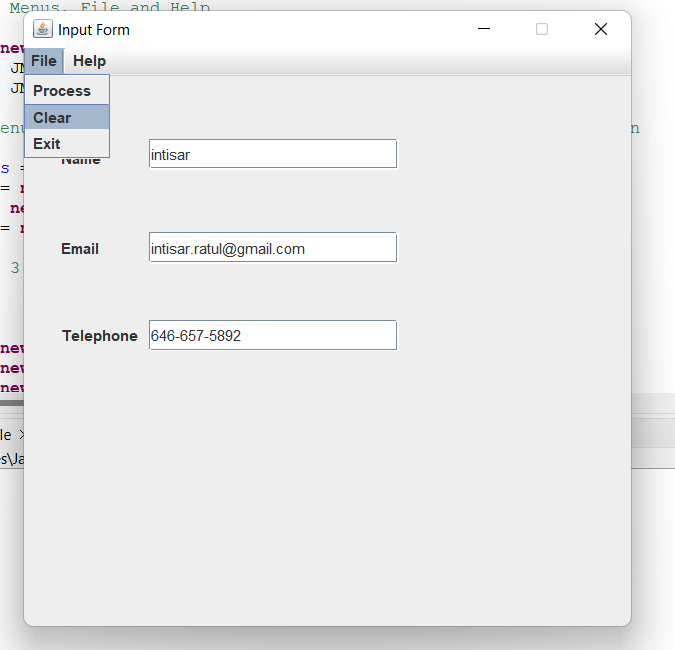 Menus, File and Help
Input Form
new
File Help
JM
JM
Process
Clear
Exit
enu
n
Name
intisar
s =
= n
ne
= n
Email
intisar.ratul@gmail.com
3
Telephone
646-657-5892
new
new
new
le
s\Ja